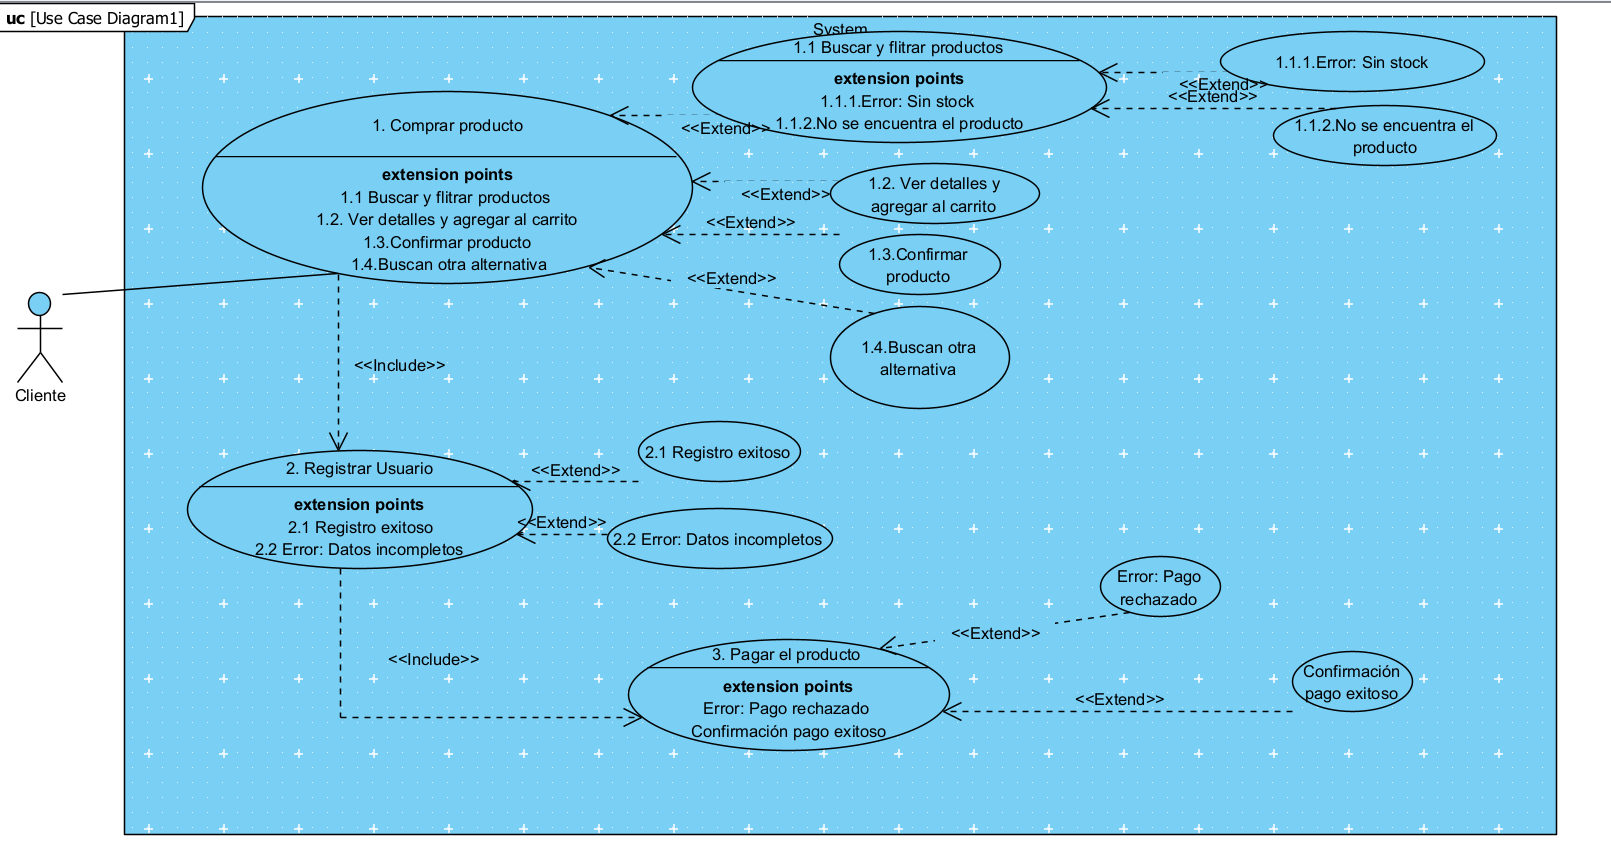 uc [Use Case Diagram1]
System
1.1 Buscar y flitrar productos
extension points
1.1.1.Error: Sin stock
1.1.2.No se encuentra el producto
1.1.1.Error: Sin stock
<<Extend>>
<<Extend>>
1.1.2.No se encuentra el
producto
1. Comprar producto
extension points
1.1 Buscar y flitrar productos
1.2. Ver detalles y agregar al carrito
1.3.Confirmar producto
1.4.Buscan otra alternativa
<<Extend>>
<<Extend>>
1.2. Ver detalles y
agregar al carrito
<<Extend>>
1.3.Confirmar
producto
<<Extend>>
1.4.Buscan otra
alternativa
Cliente
<<Include>>
2. Registrar Usuario
extension points
2.1 Registro exitoso
2.2 Error: Datos incompletos
<<Extend>>
2.1 Registro exitoso
<<Extend>>
2.2 Error: Datos incompletos
<<Include>>
3. Pagar el producto
extension points
Error: Pago rechazado
Confirmación pago exitoso
<<Extend>>
Error: Pago
rechazado
<<Extend>>
Confirmación
pago exitoso